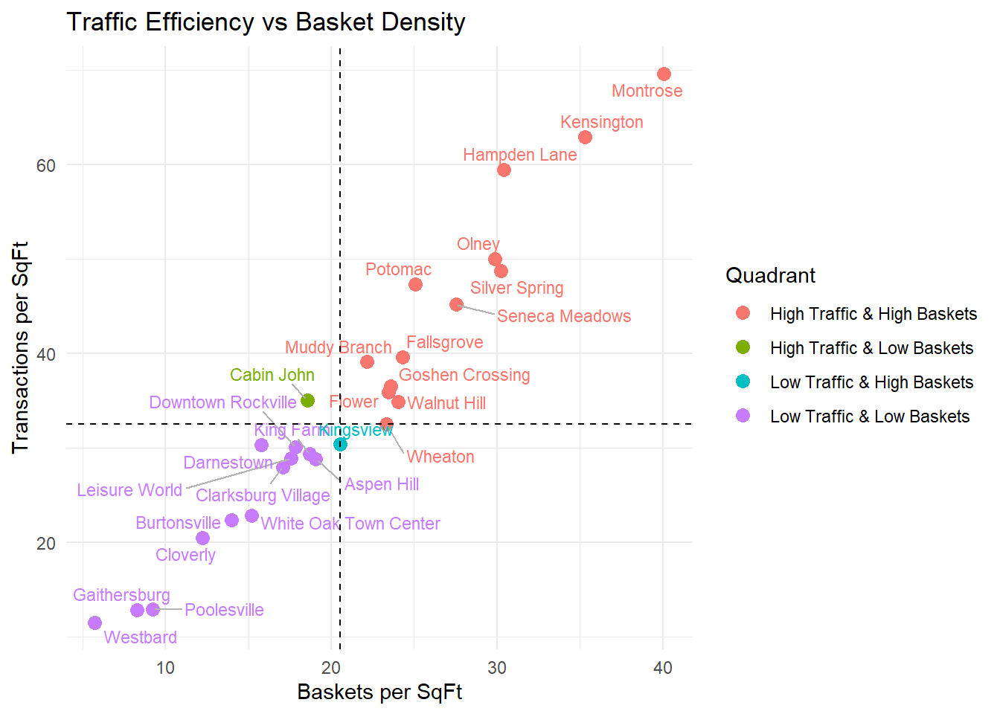 Traffic Efficiency vs Basket Density
Montrose
Kensington
Hampden Lane
60
Olney
Potomac
Silver Spring
Seneca Meadows
Transactions per SqFt
Muddy Branch
Fallsgrove
40
Cabin John
Goshen Crossing
Downtown Rockville
Flower
Walnut Hill
King Farm
Kingsview
Darnestown
Wheaton
Leisure World
Clarksburg Village
Aspen Hill
Burtonsville
White Oak Town Center
20
Cloverly
Gaithersburg
Poolesville
Westbard
10
20
30
40
Baskets per SqFt
Quadrant
High Traffic & High Baskets
High Traffic & Low Baskets
Low Traffic & High Baskets
Low Traffic & Low Baskets